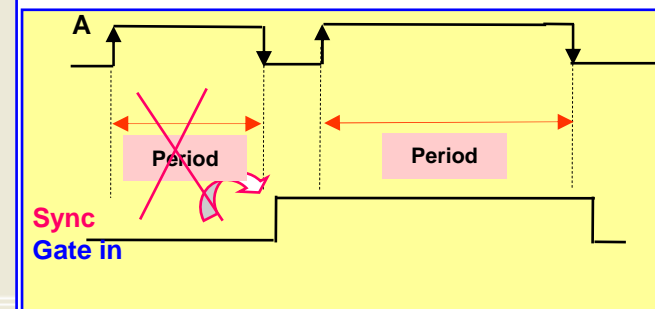 A
Period
Period
Sync
Gate in